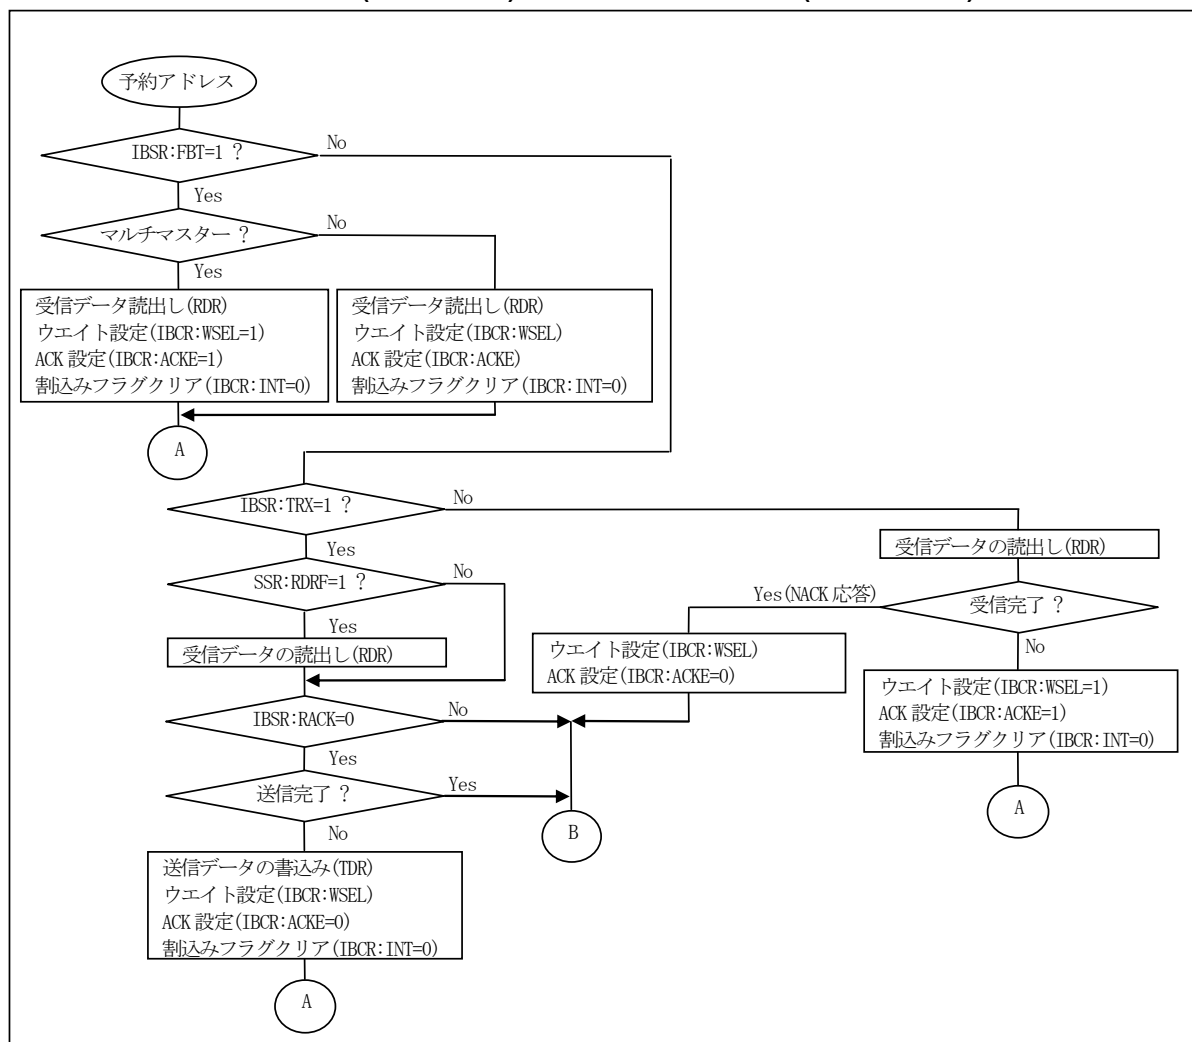 予約アドレス
IBSR:FBT=1 ?
No
Yes
マルチマスター ?
No
Yes
受信データ読出し(RDR)
ウエイト設定(IBCR:WSEL=1)
ACK 設定(IBCR:ACKE=1)
割込みフラグクリア(IBCR:INT=0)
受信データ読出し(RDR)
ウエイト設定(IBCR:WSEL)
ACK 設定(IBCR:ACKE)
割込みフラグクリア(IBCR:INT=0)
A
IBSR:TRX=1 ?
No
Yes
受信データの読出し(RDR)
SSR:RDRF=1 ?
No
Yes
Yes(NACK 応答)
受信完了 ?
No
受信データの読出し(RDR)
ウエイト設定(IBCR:WSEL)
ACK 設定(IBCR:ACKE=0)
ウエイト設定(IBCR:WSEL=1)
ACK 設定(IBCR:ACKE=1)
割込みフラグクリア(IBCR:INT=0)
IBSR:RACK=0
No
Yes
送信完了 ?
Yes
No
B
A
送信データの書込み(TDR)
ウエイト設定(IBCR:WSEL)
ACK 設定(IBCR:ACKE=0)
割込みフラグクリア(IBCR:INT=0)
A